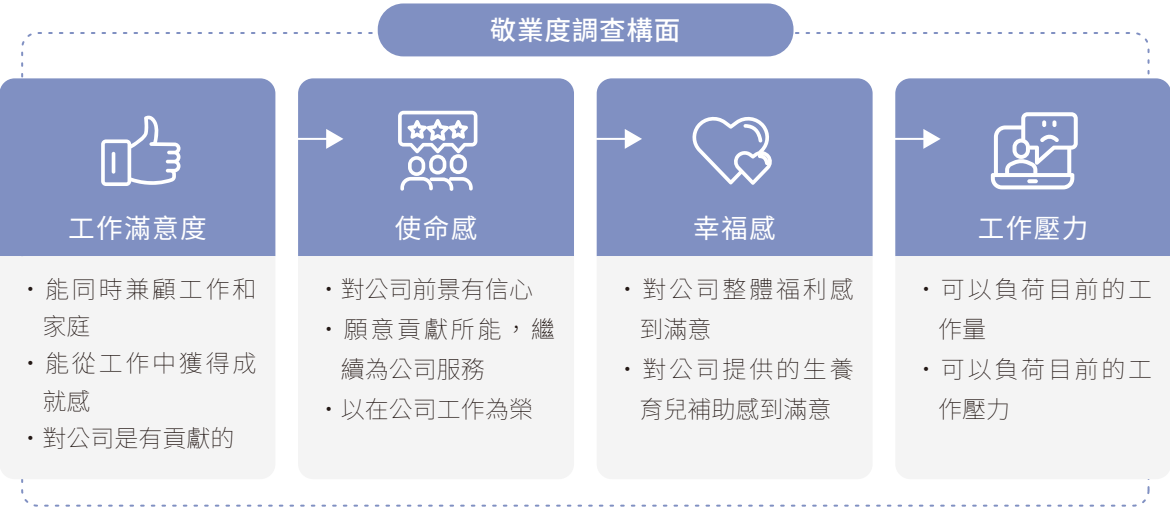 敬業度調查構面
工作滿意度
・能同時兼顧工作和
家庭
・能從工作中獲得成
就感
・對公司是有貢獻的
使命感
・對公司前景有信心
・願意貢獻所能，繼
續為公司服務
・以在公司工作為榮
幸福感
・對公司整體福利感
到滿意
・對公司提供的生養
育兒補助感到滿意
工作壓力
・可以負荷目前的工
作量
・可以負荷目前的工
作壓力